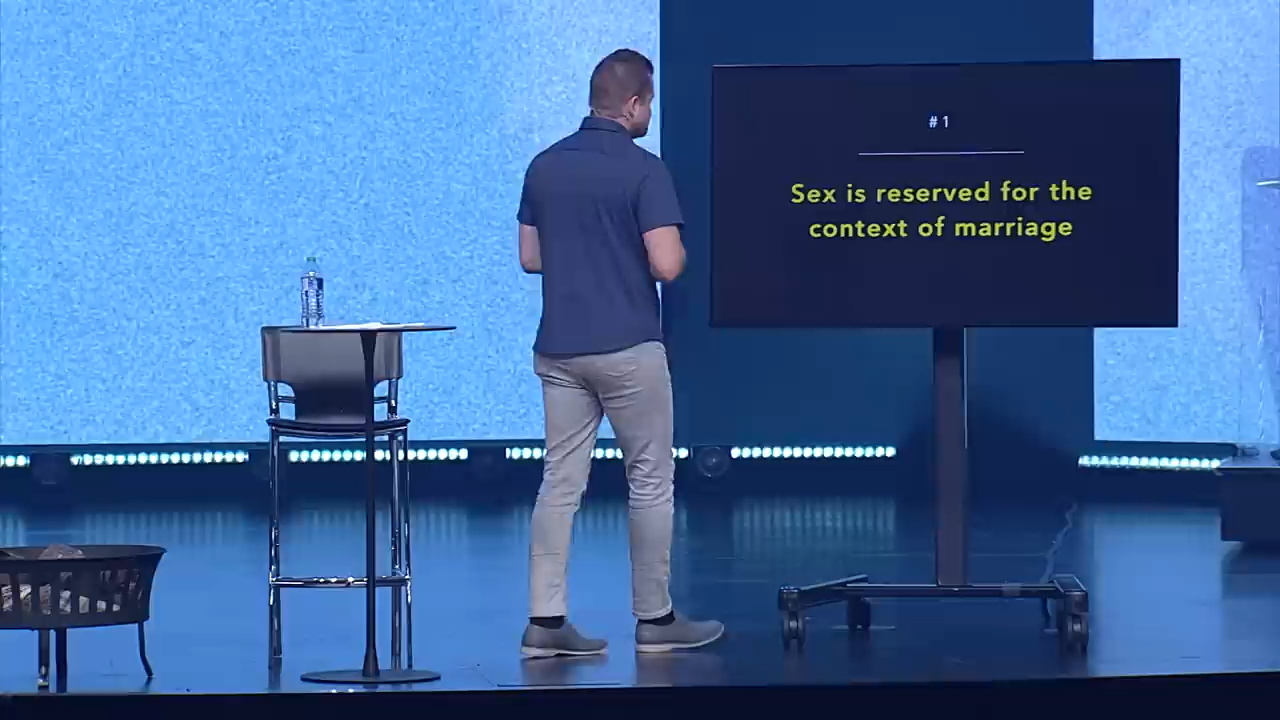 # 1
Sex is reserved for the
context of marriage